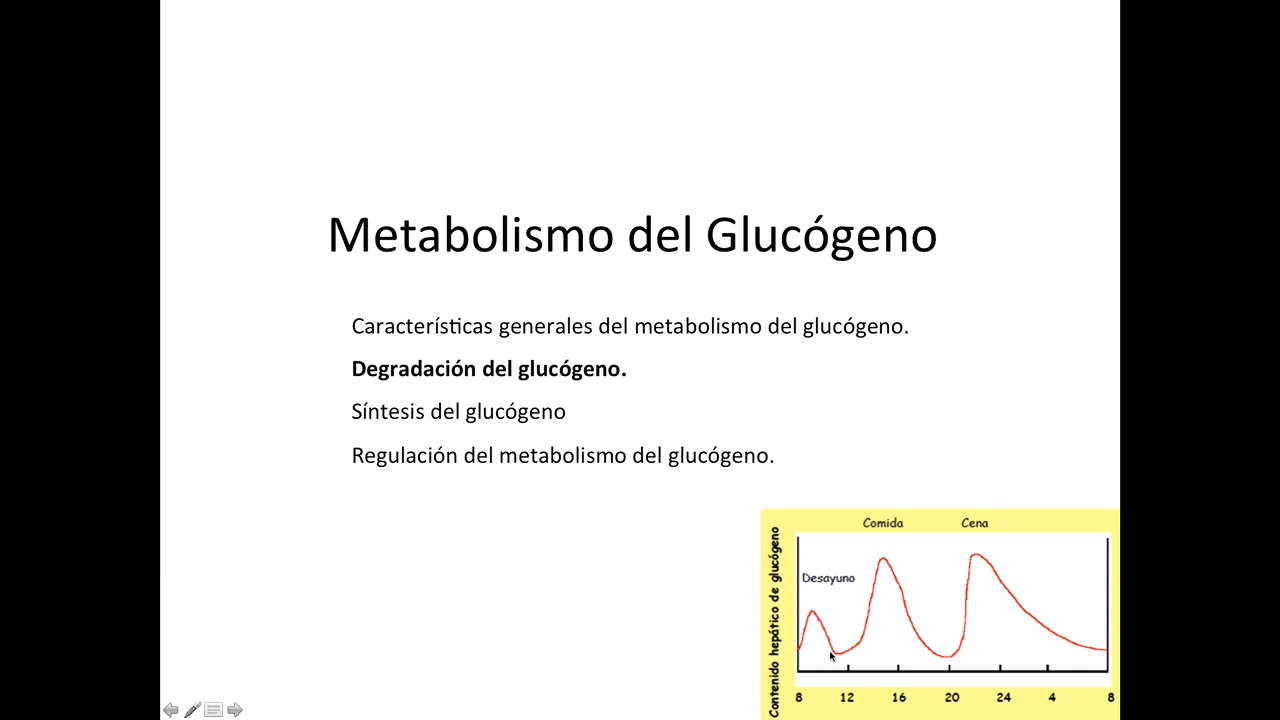 Metabolismo del Glucógeno
Características generales del metabolismo del glucógeno.
Degradación del glucógeno.
Síntesis del glucógeno
Regulación del metabolismo del glucógeno.
Contenido hepático de glucógeno
Comida Cena
Desayuno
8 12 16 20 24 4 8